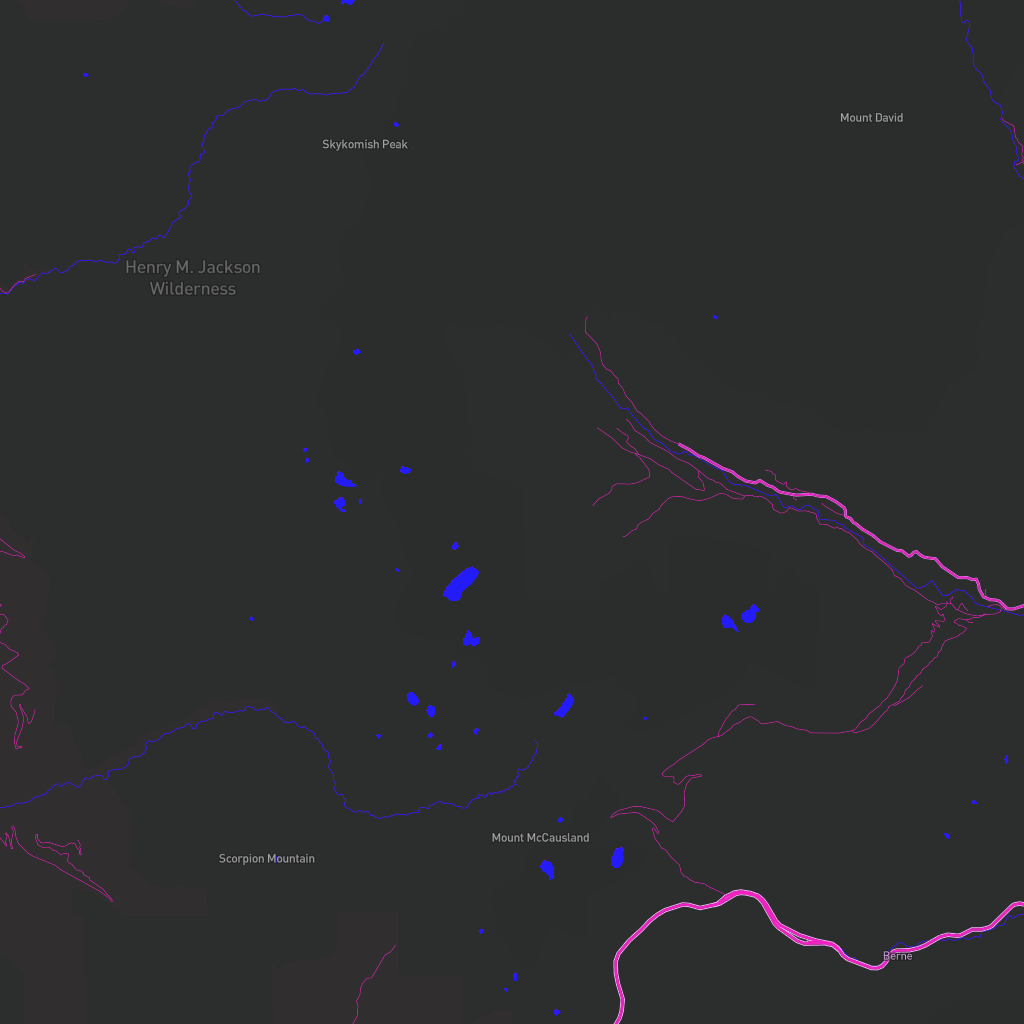 Mount David
Skykomish Peak
Henry M. Jackson
Wilderness
Mount McCausland
Scorpion Mountain
Berne